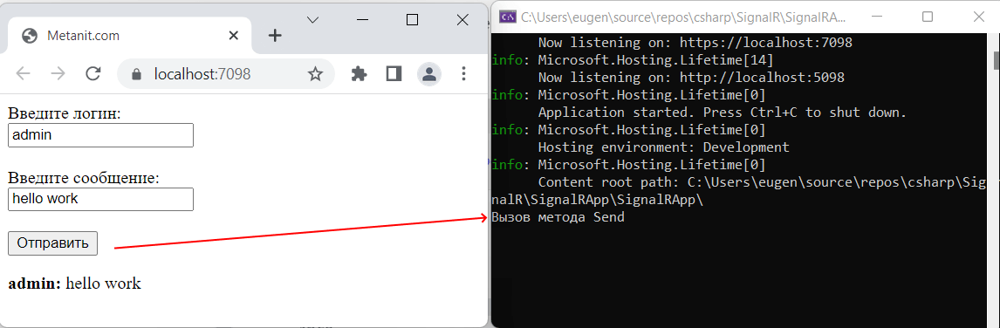 Metanit.com
localhost:7098
Введите логин:
admin
Введите сообщение:
hello work
Отправить
admin: hello work
C:\Users\eugen\source\repos\csharp\SignalR\SignalRA...
Now listening on: https://localhost:7098
info: Microsoft.Hosting.Lifetime[14]
Now listening on: http://localhost:5098
info: Microsoft.Hosting.Lifetime[0]
Application started. Press Ctrl+C to shut down.
info: Microsoft.Hosting.Lifetime[0]
Hosting environment: Development
info: Microsoft.Hosting.Lifetime[0]
Content root path: C:\Users\eugen\source\repos\csharp\Sig
nalR\SignalRApp\SignalRApp\
Вызов метода Send